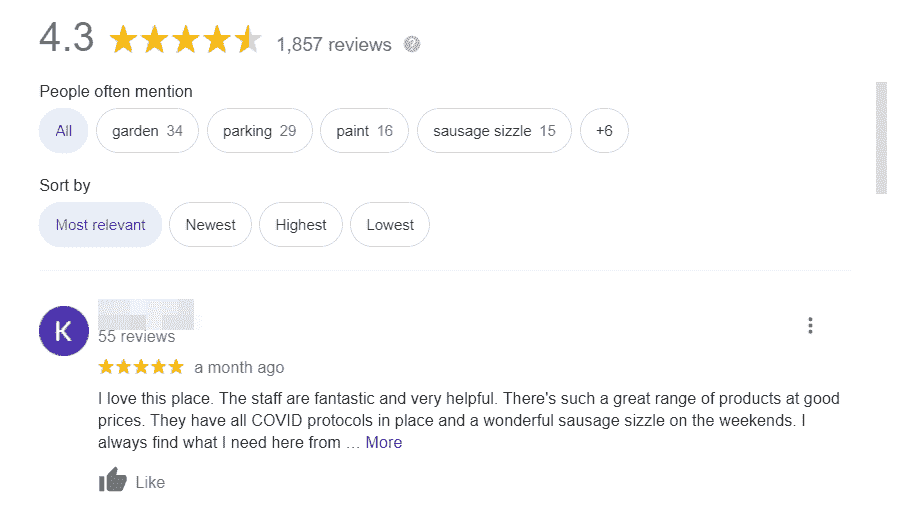 4.3 1,857 reviews
People often mention
All garden 34 parking 29 paint 16 sausage sizzle 15 +6
Sort by
Most relevant Newest Highest Lowest
K
55 reviews
a month ago
I love this place. The staff are fantastic and very helpful. There's such a great range of products at good
prices. They have all COVID protocols in place and a wonderful sausage sizzle on the weekends. I
always find what I need here from … More
Like